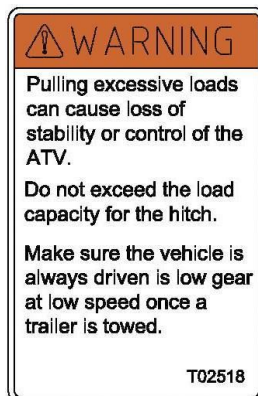 WARNING
Pulling excessive loads
can cause loss of
stability or control of the
ATV.
Do not exceed the load
capacity for the hitch.
Make sure the vehicle is
always driven is low gear
at low speed once a
trailer is towed.
T02518